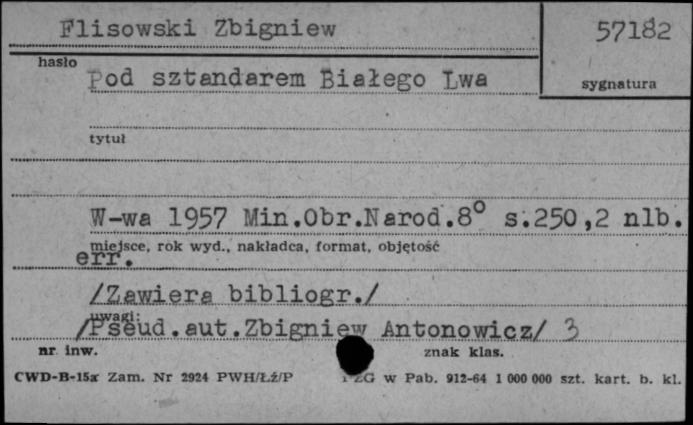 Flisowski Zbigniew
57182
hasło
sygnatura
Pod sztandarem Białego Lwa
tytuł
W-wa 1957 Min.Obr.Narod.8° s.250,2 nlb.
miejsce, rok wyd., nakładca, format, objętość
err.
/Zawiera bibliogr./
uwagi:
/Pseud.aut.Zbigniew Antonowicz/ 3
nr. inw.
znak klas.
CWD-B-15a Zam. Nr 2924 PWH/Łź/P
w Pab. 912-64 1 000 000 szt. kart. b. kl.